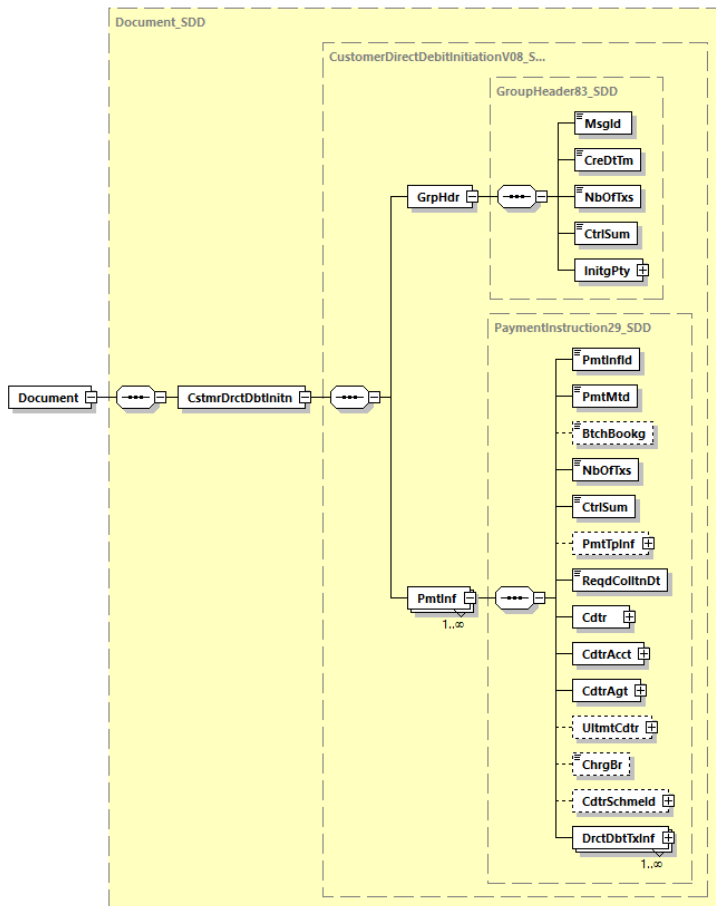 Document_SDD
CustomerDirectDebitInitiationV08_S...
GroupHeader83_SDD
MsgId
CreDtTm
GrpHdr
NbOfTxs
CtrlSum
InitgPty
PaymentInstruction29_SDD
PmtInfId
Document
CstmrDrctDbtInitn
PmtMtd
BtchBookg
NbOfTxs
CtrlSum
PmtTpInf
ReqdColltnDt
PmtInf
1..∞
Cdtr
CdtrAcct
CdtrAgt
UltmtCdtr
ChrgBr
CdtrSchmeId
DrctDbtTxInf
1..∞